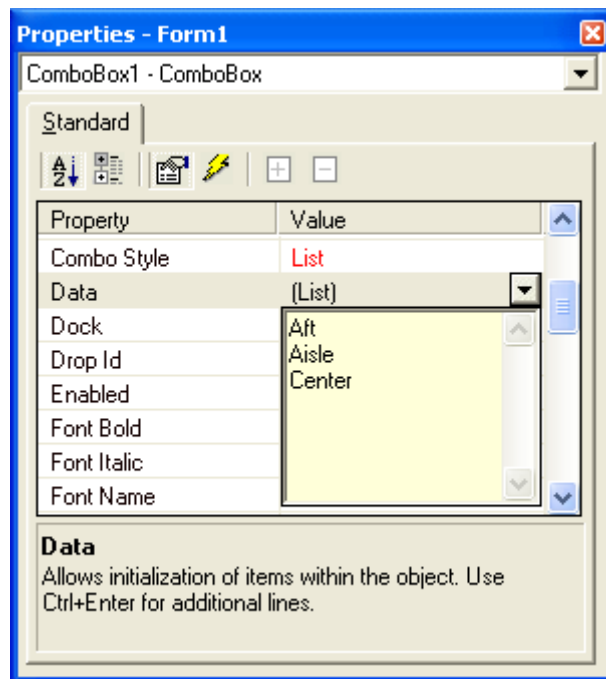 Properties - Form1
ComboBox1 - ComboBox
Standard
Property Value
Combo Style List
Data (List)
Dock
Drop Id
Enabled
Font Bold
Font Italic
Font Name
Aft
Aisle
Center
Data
Allows initialization of items within the object. Use
Ctrl+Enter for additional lines.